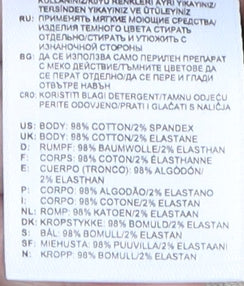 KULLANINIZ/KOYU RENKLERİ AYRI YIKAYINIZ/
TERSİNDEN YIKAYINIZ VE ÜTÜLEYİNİZ
RU: ПРИМЕНЯТЬ МЯГКИЕ МОЮЩИЕ СРЕДСТВА/
ИЗДЕЛИЯ ТЕМНОГО ЦВЕТА СТИРАТЬ
ОТДЕЛЬНО/СТИРАТЬ И УТЮЖИТЬ С
ИЗНАНОЧНОЙ СТОРОНЫ
BG: ДА СЕ ИЗПОЛЗВА САМО ПЕРИЛЕН ПРЕПАРАТ
С МЕКО ДЕЙСТВИЕ/ТЪМНИТЕ ЦВЕТОВЕ ДА
СЕ ПЕРАТ ОТДЕЛНО/ДА СЕ ПЕРЕ И ГЛАДИ
ОТВЪТРЕ НАВЪН
CRO: KORISTITI BLAGI DETERGENT/TAMNU ODJEĆU
PERITE ODVOJENO/PRATI I GLAČATI S NALIČJA
US: BODY: 98% COTTON/2% SPANDEX
UK: BODY: 98% COTTON/2% ELASTANE
D: RUMPF: 98% BAUMWOLLE/2% ELASTHAN
F: CORPS: 98% COTON/2% ÉLASTHANNE
E: CUERPO (TRONCO): 98% ALGODÓN/
2% ELASTHAN
P: CORPO: 98% ALGODÃO/2% ELASTANO
I: CORPO: 98% COTONE/2% ELASTAN
NL: ROMP: 98% KATOEN/2% ELASTAAN
DK: KROPSTYKKE: 98% BOMULD/2% ELASTAN
S: BÅL: 98% BOMULL/2% ELASTAN
SF: MIEHUSTA: 98% PUUVILLA/2% ELASTAANI
N: KROPP: 98% BOMULL/2% ELASTAN